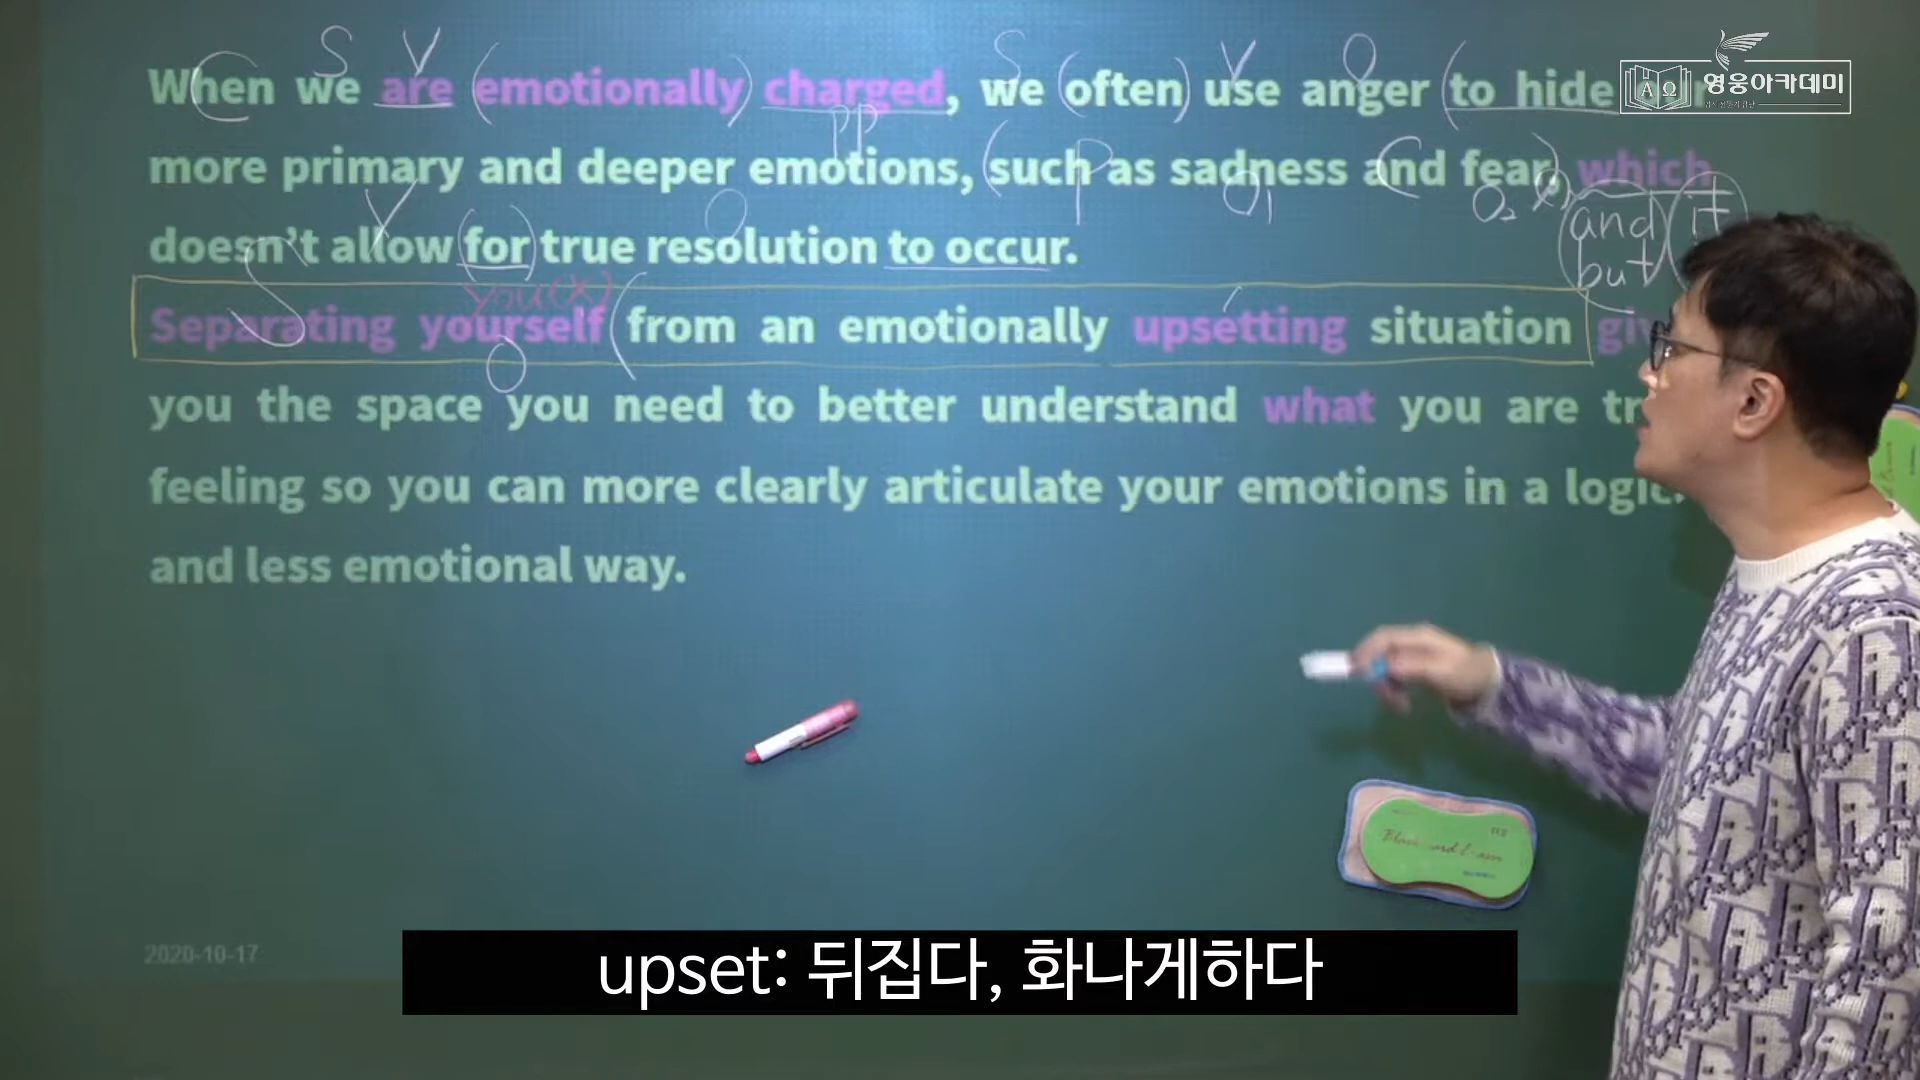 S V S V O
When we are (emotionally) charged, we (often) use anger (to hide
영웅아카데미
A Ω
pp
more primary and deeper emotions, (such as sadness and fear), which
P O1 C O2
and it
but
V O
doesn't allow (for) true resolution to occur.
S you(x)
Separating yourself (from an emotionally upsetting situation
O
you the space you need to better understand what you are
feeling so you can more clearly articulate your emotions in a
and less emotional way.
2020-10-17
upset: 뒤집다, 화나게하다